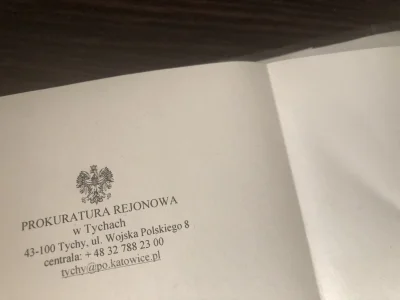 PROKURATURA REJONOWA
w Tychach
43-100 Tychy, ul. Wojska Polskiego 8
centrala: + 48 32 788 23 00
tychy@po.katowice.pl